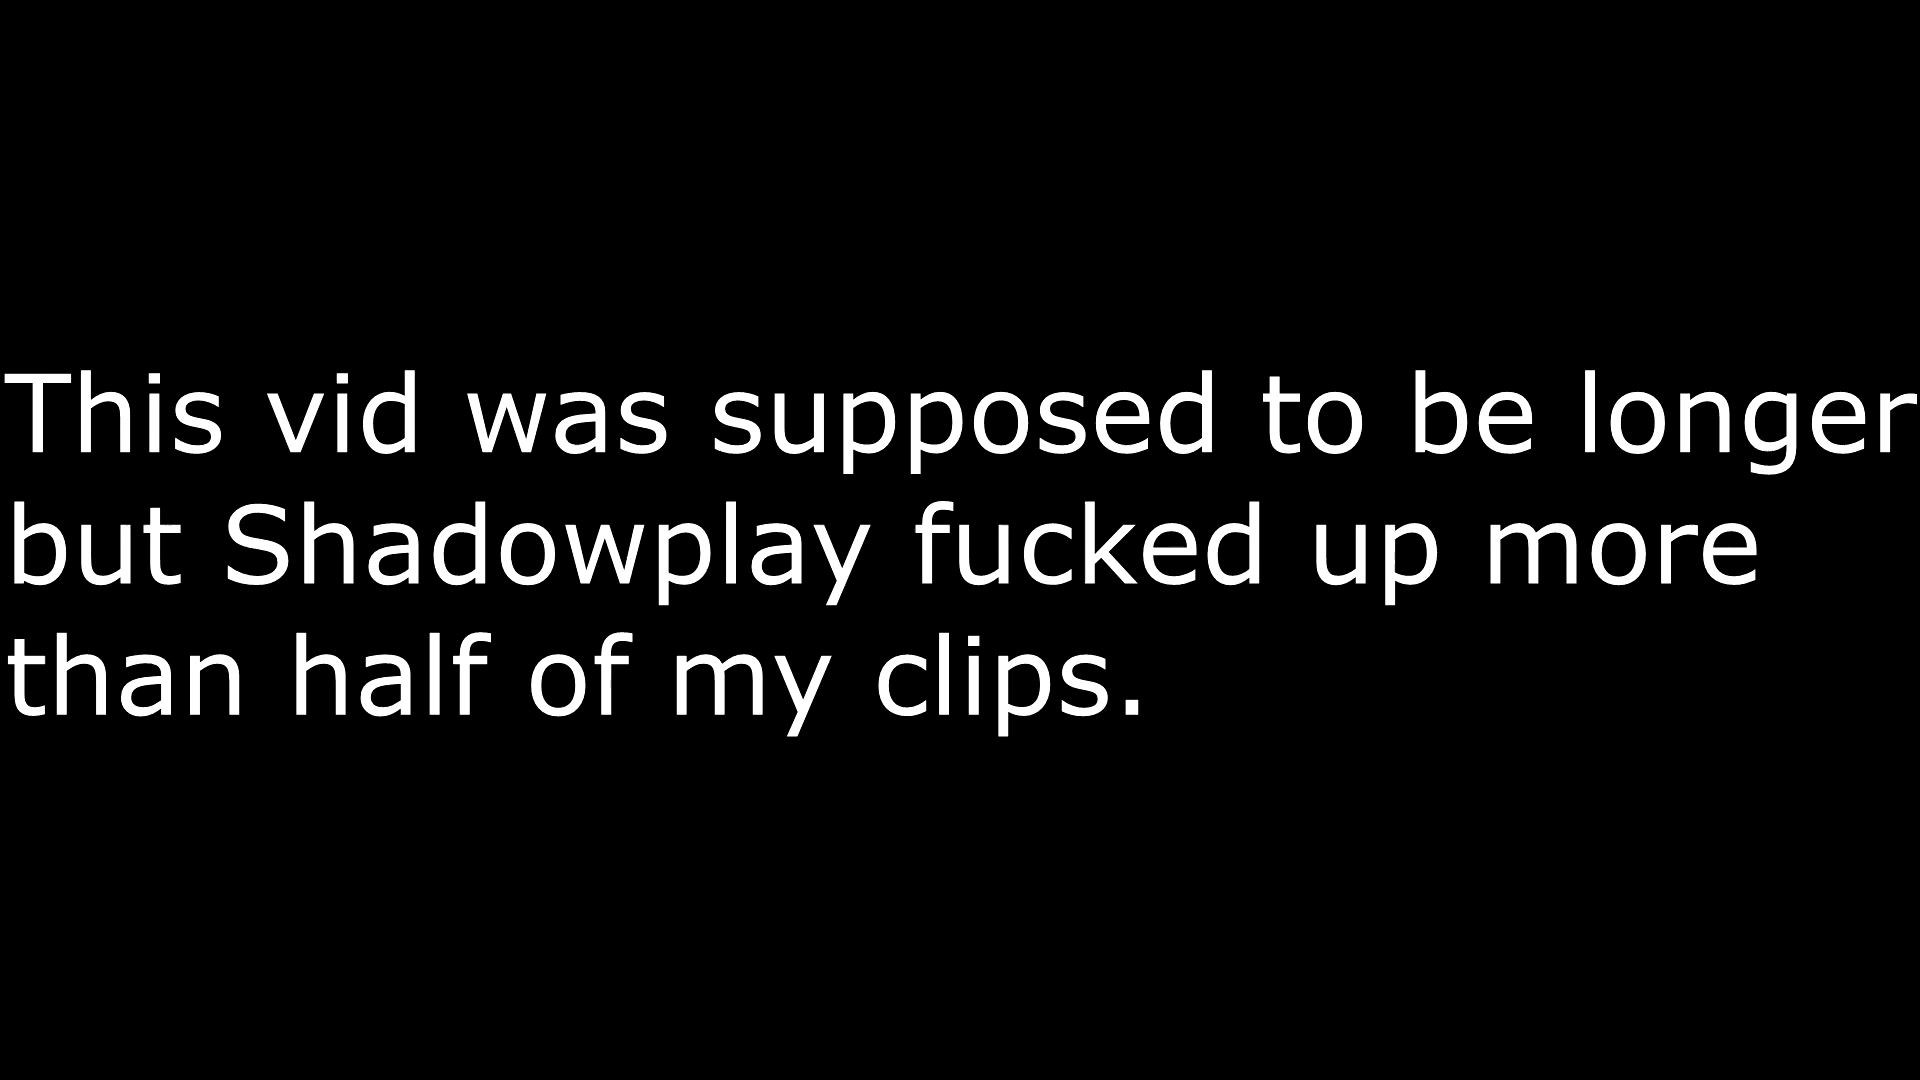 This vid was supposed to be longer
but Shadowplay fucked up more
than half of my clips.